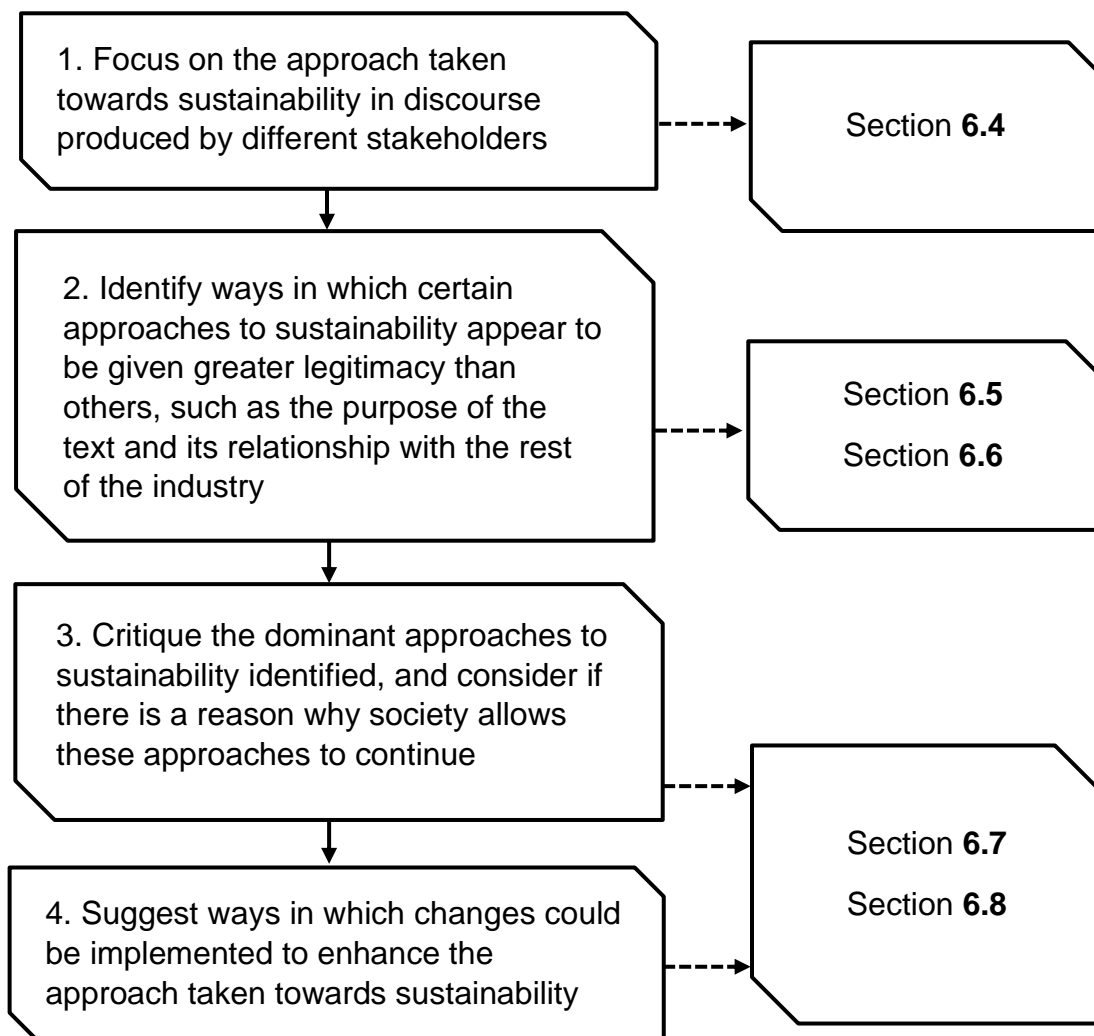 1. Focus on the approach taken
towards sustainability in discourse
produced by different stakeholders
Section 6.4
2. Identify ways in which certain
approaches to sustainability appear to
be given greater legitimacy than
others, such as the purpose of the
text and its relationship with the rest
of the industry
Section 6.5
Section 6.6
3. Critique the dominant approaches to
sustainability identified, and consider if
there is a reason why society allows
these approaches to continue
Section 6.7
Section 6.8
4. Suggest ways in which changes could
be implemented to enhance the
approach taken towards sustainability